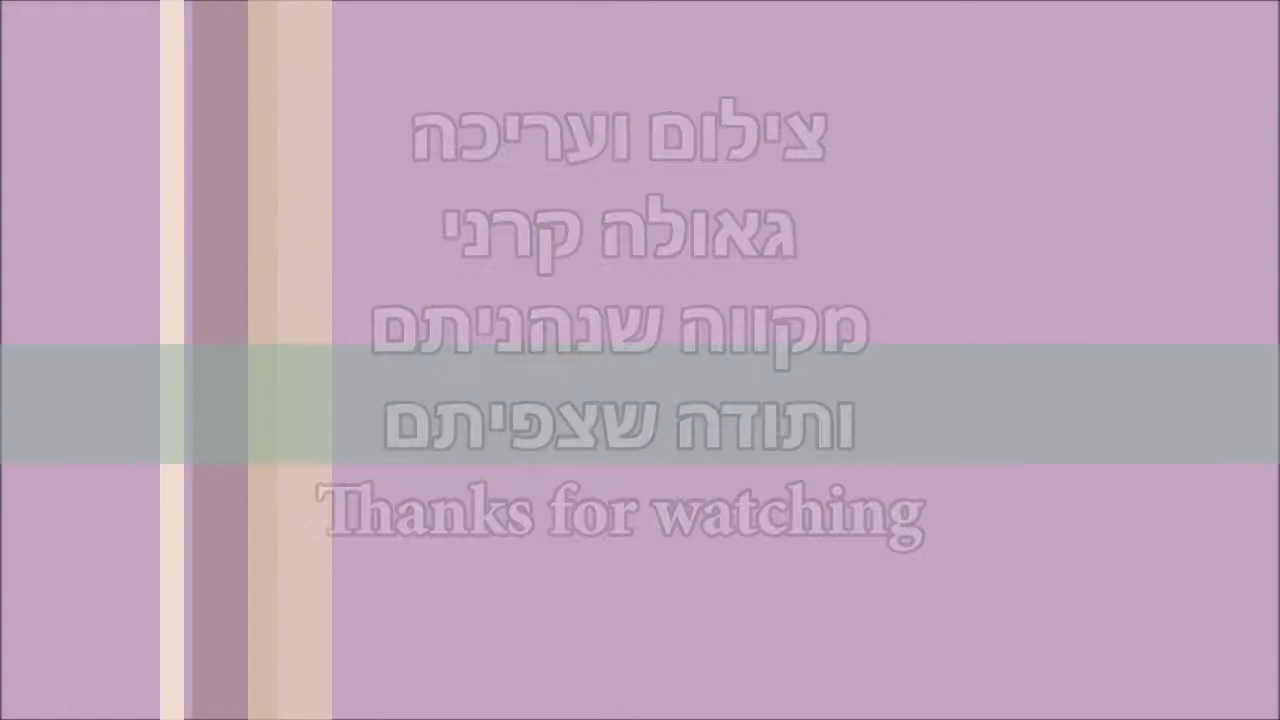 צילום ועריכה
גאולה קרני
מקווה שנהניתם
ותודה שצפיתם
Thanks for watching